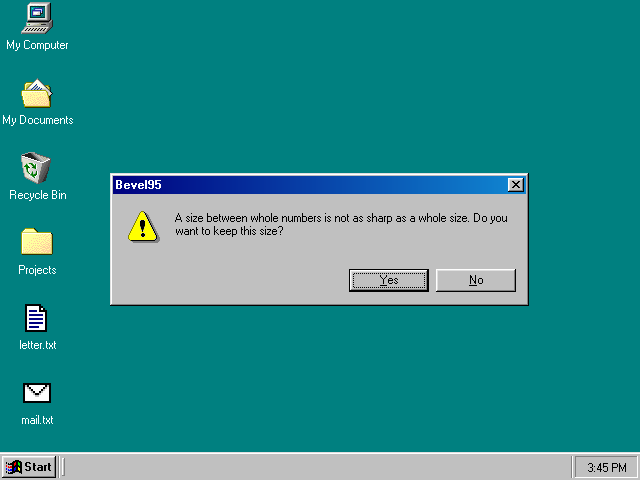 My Computer
My Documents
Recycle Bin
Projects
letter.txt
mail.txt
Bevel95
A size between whole numbers is not as sharp as a whole size. Do you
want to keep this size?
Yes
No
Start
3:45 PM